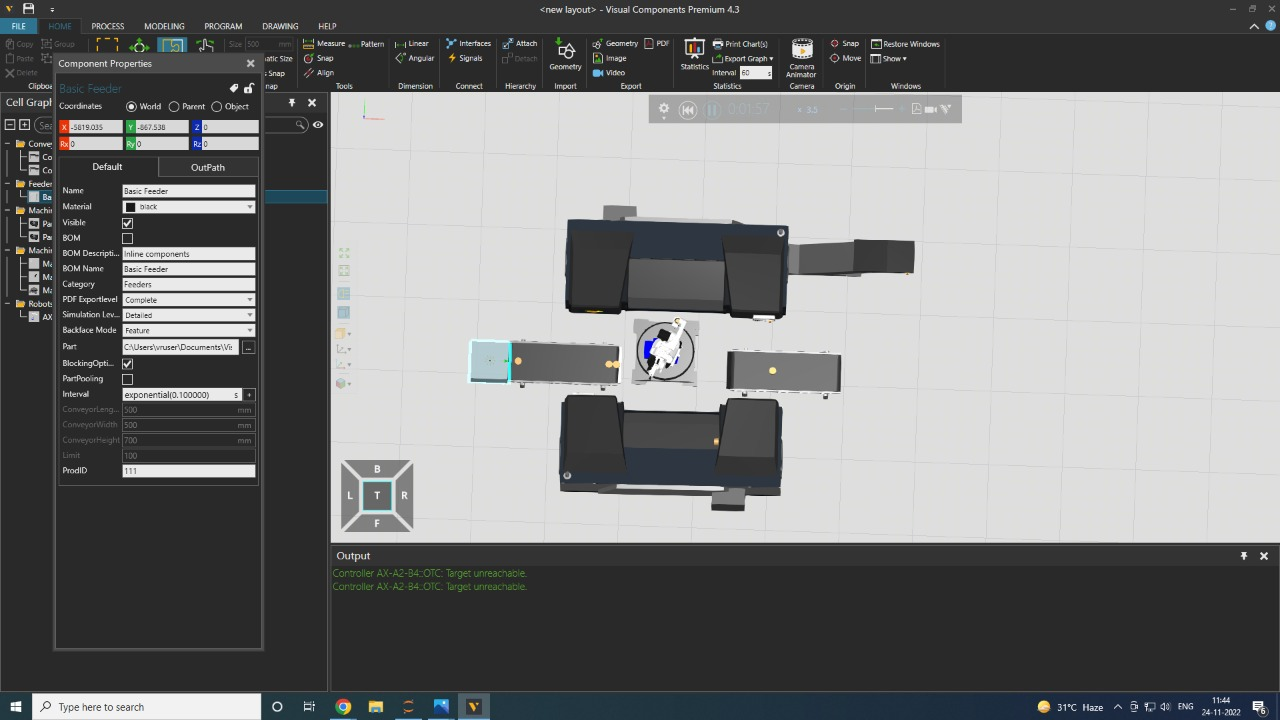 <new layout> - Visual Components Premium 4.3
FILE HOME PROCESS MODELING PROGRAM DRAWING HELP
Copy Group
Paste
Delete
Clipboa
Size 500 mm
Measure Pattern
Snap
Align
Tools
Linear
Angular
Dimension
Interfaces
Signals
Connect
Attach
Detach
Hierarchy
Geometry
Import
Geometry PDF
Image
Video
Export
Statistics
Print Chart(s)
Export Graph
Interval 60 s
Statistics
Camera
Animator
Camera
Snap
Move
Origin
Restore Windows
Show
Windows
Component Properties
Basic Feeder
Coordinates World Parent Object
X -5819.035 Y -867.538 Z 0
Rx 0 Ry 0 Rz 0
Default OutPath
Name Basic Feeder
Material black
Visible
BOM
BOM Descripti... Inline components
BOM Name Basic Feeder
Category Feeders
PDF Exportlevel Complete
Simulation Lev... Detailed
Backface Mode Feature
Part C:\Users\vruser\Documents\Vis ...
BlockingOpti...
PartPooling
Interval exponential(0.100000) s +
ConveyorLeng... 500 mm
ConveyorWidth 500 mm
ConveyorHeight 700 mm
Limit 100
ProdID 111
Cell Graph
Sea
Conve
Co
Co
Feeder
Ba
Machin
Pa
Pa
Machin
Ma
Ma
Ma
Robots
AX
0:01:57 x 3.5
B
L T R
F
Output
Controller AX-A2-B4::OTC: Target unreachable.
Controller AX-A2-B4::OTC: Target unreachable.
Type here to search
31°C Haze
ENG
11:44
24-11-2022
6